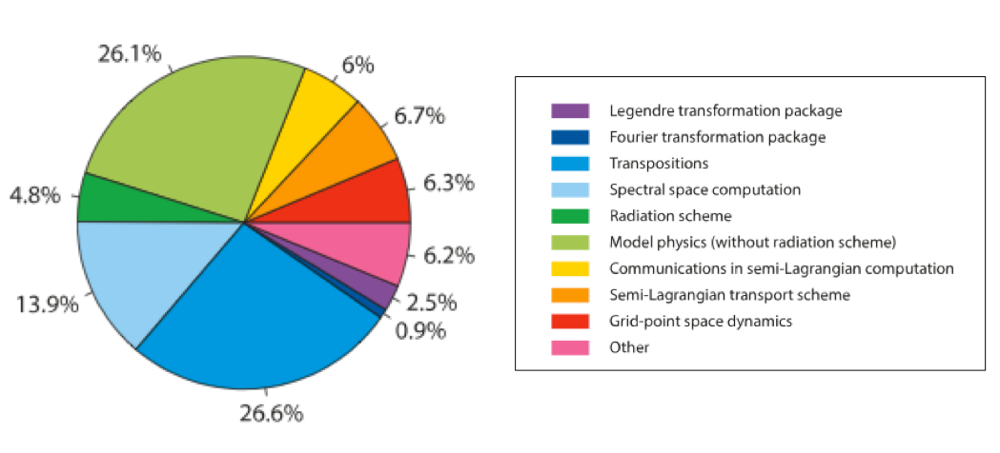 26.1%
6%
6.7%
6.3%
6.2%
2.5%
0.9%
26.6%
13.9%
4.8%
Legendre transformation package
Fourier transformation package
Transpositions
Spectral space computation
Radiation scheme
Model physics (without radiation scheme)
Communications in semi-Lagrangian computation
Semi-Lagrangian transport scheme
Grid-point space dynamics
Other